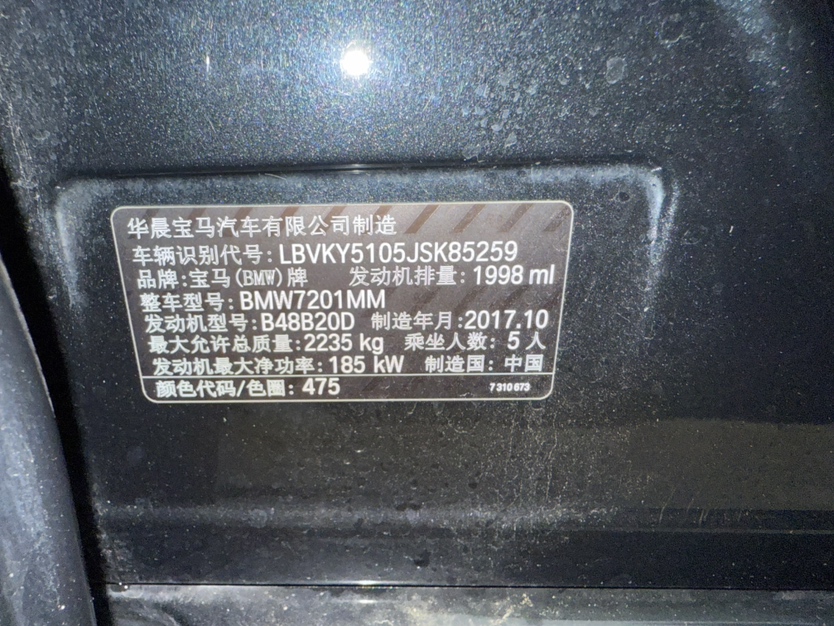 华晨宝马汽车有限公司制造
车辆识别代号: LBVKY5105JSK85259
品牌:宝马(BMW)牌 发动机排量: 1998 ml
整车型号: BMW7201MM
发动机型号: B48B20D 制造年月:2017.10
最大允许总质量: 2235 kg 乘坐人数: 5 人
发动机最大净功率: 185 kW 制造国: 中国
颜色代码/色圈: 475 7 310 673